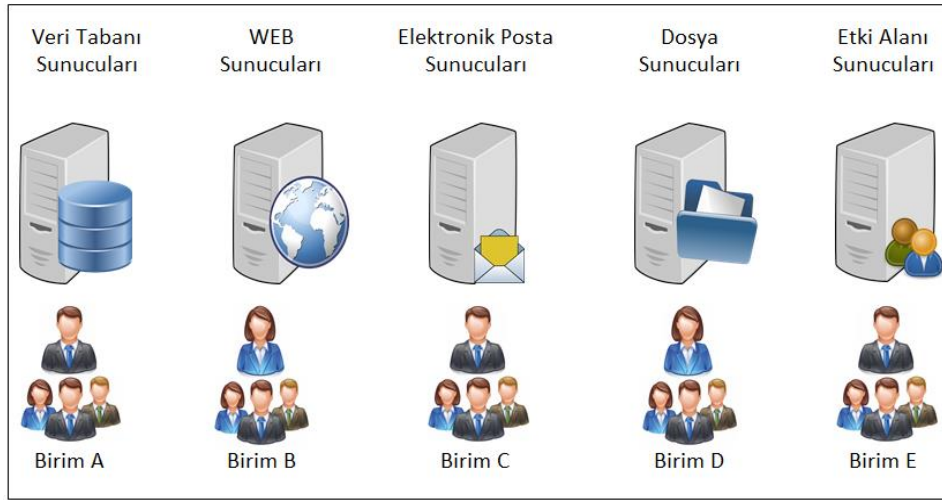 Veri Tabanı
Sunucuları
WEB
Sunucuları
Elektronik Posta
Sunucuları
Dosya
Sunucuları
Etki Alanı
Sunucuları
Birim A
Birim B
Birim C
Birim D
Birim E